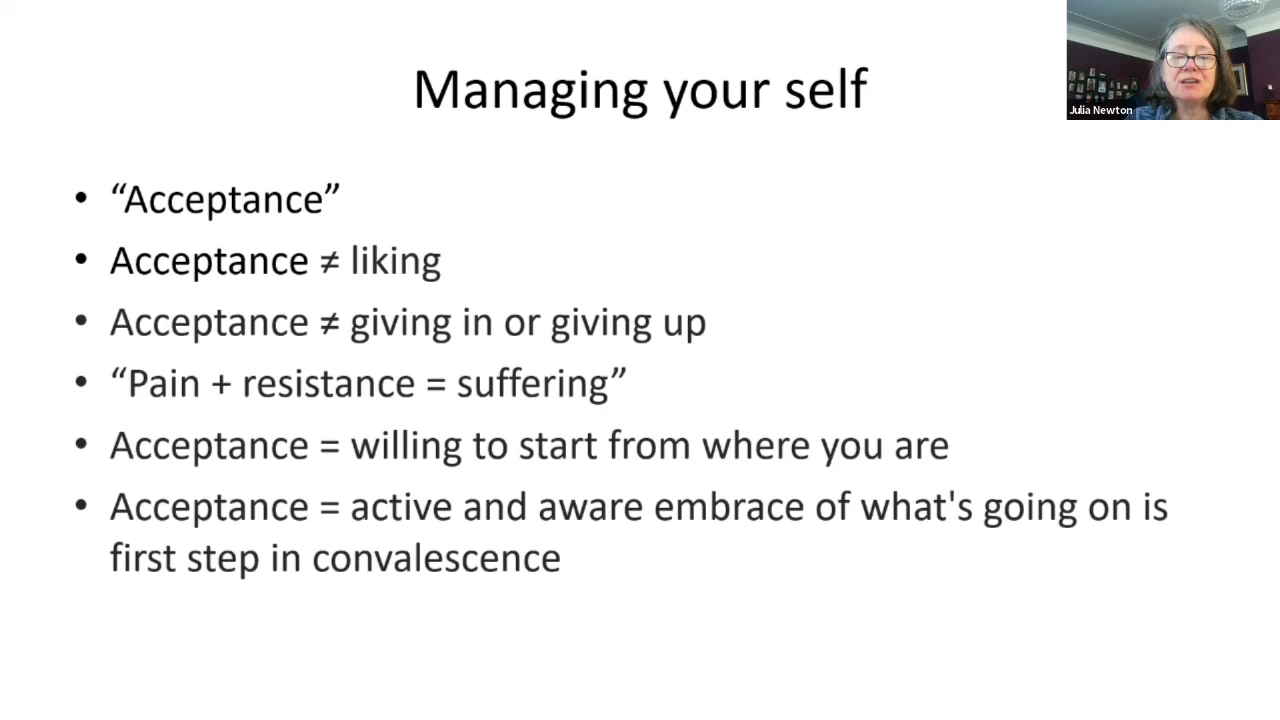 Managing your self
Julia Newton
• “Acceptance”
• Acceptance ≠ liking
• Acceptance ≠ giving in or giving up
• “Pain + resistance = suffering”
• Acceptance = willing to start from where you are
• Acceptance = active and aware embrace of what's going on is
first step in convalescence